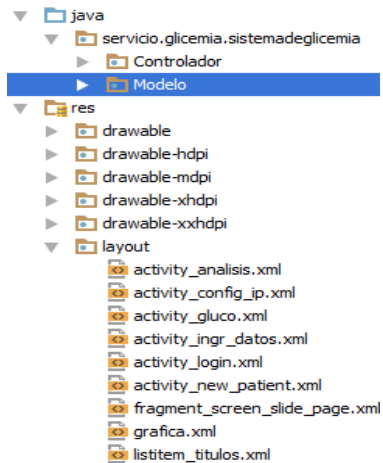 java
servicio.glicemia.sistemadeglicemia
Controlador
Modelo
res
drawable
drawable-hdpi
drawable-mdpi
drawable-xhdpi
drawable-xxhdpi
layout
activity_analisis.xml
activity_config_ip.xml
activity_gluco.xml
activity_ingr_datos.xml
activity_login.xml
activity_new_patient.xml
fragment_screen_slide_page.xml
grafica.xml
listitem_titulos.xml